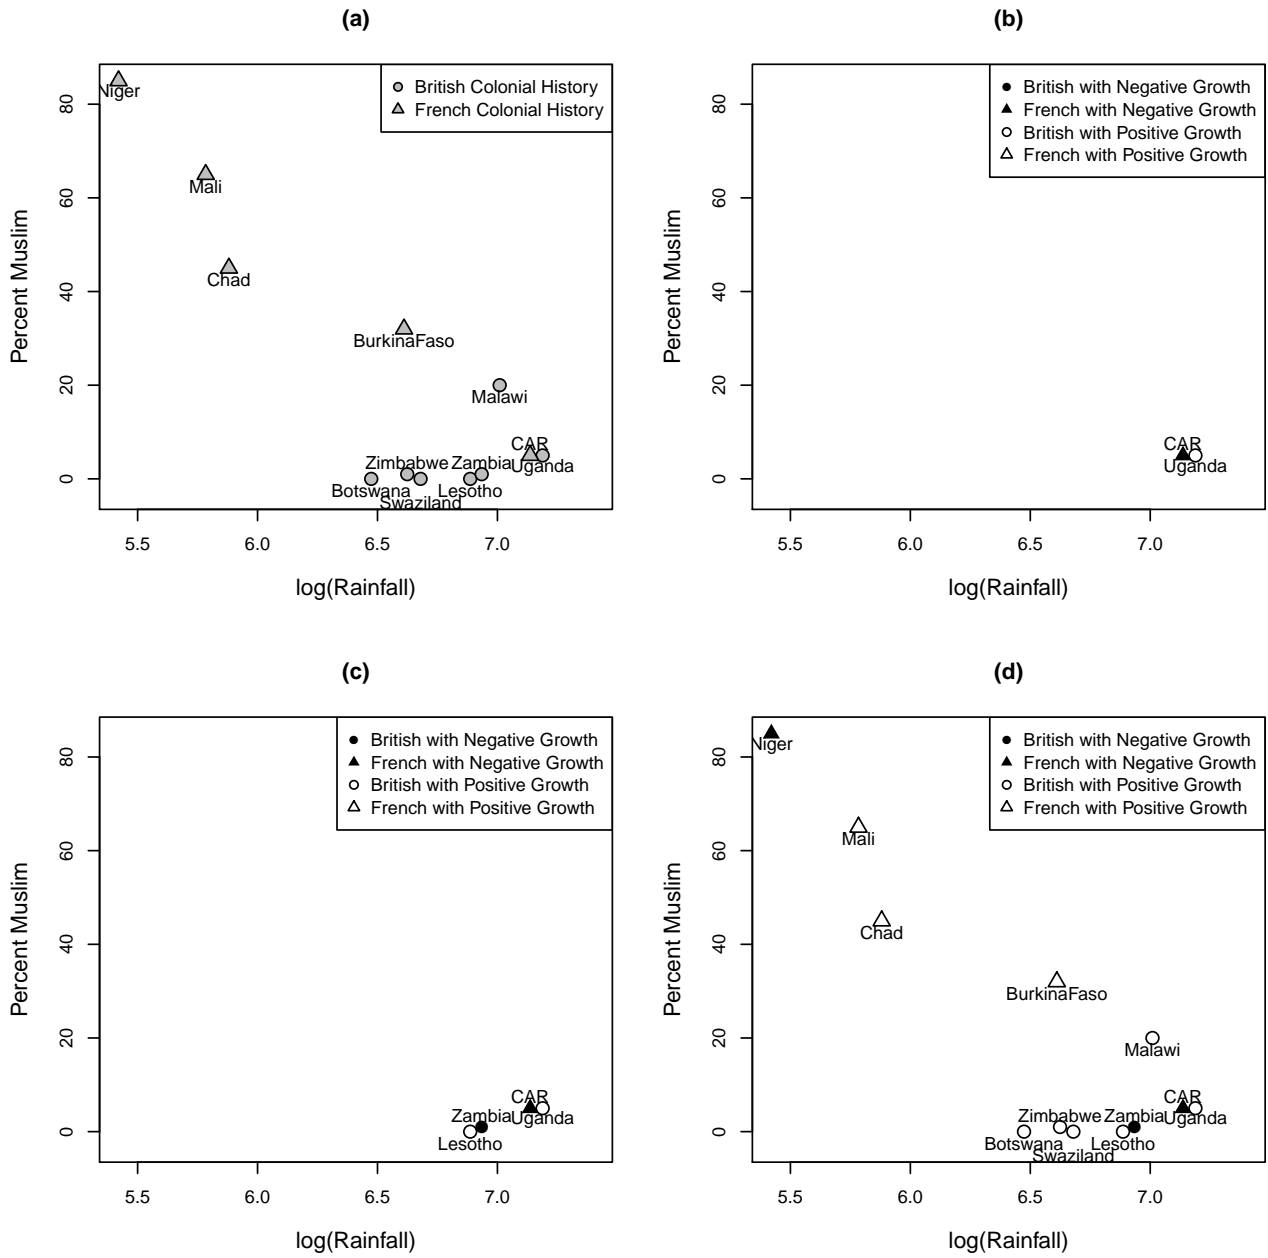 (a)
British Colonial History
French Colonial History
Niger
Mali
Chad
BurkinaFaso
Malawi
CAR
Uganda
Zimbabwe
Zambia
Botswana
Lesotho
Swaziland
Percent Muslim
0 20 40 60 80
5.5 6.0 6.5 7.0
log(Rainfall)
(b)
British with Negative Growth
French with Negative Growth
British with Positive Growth
French with Positive Growth
CAR
Uganda
Percent Muslim
0 20 40 60 80
5.5 6.0 6.5 7.0
log(Rainfall)
(c)
British with Negative Growth
French with Negative Growth
British with Positive Growth
French with Positive Growth
CAR
Zambia
Uganda
Lesotho
Percent Muslim
0 20 40 60 80
5.5 6.0 6.5 7.0
log(Rainfall)
(d)
British with Negative Growth
French with Negative Growth
British with Positive Growth
French with Positive Growth
Niger
Mali
Chad
BurkinaFaso
Malawi
CAR
Uganda
Zimbabwe
Zambia
Botswana
Lesotho
Swaziland
Percent Muslim
0 20 40 60 80
5.5 6.0 6.5 7.0
log(Rainfall)